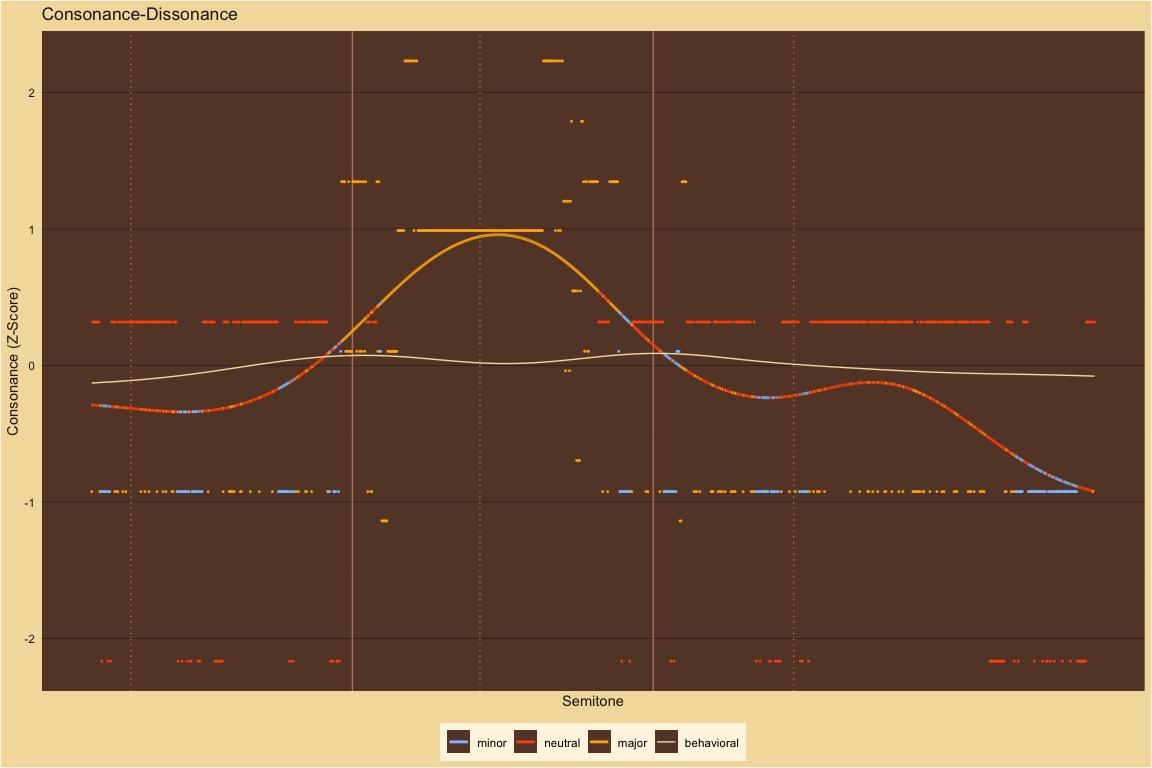 Consonance-Dissonance
Consonance (Z-Score)
2
1
0
-1
-2
Semitone
minor neutral major behavioral